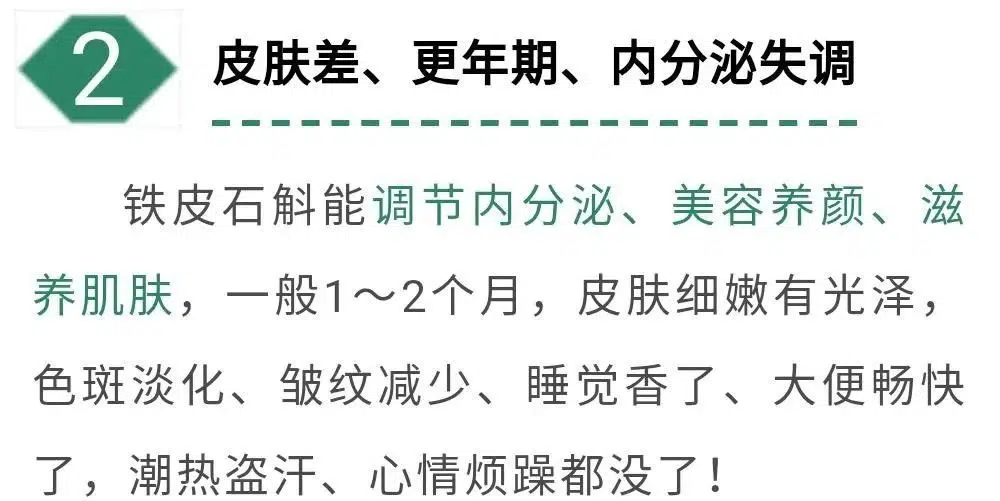 2
皮肤差、更年期、内分泌失调
铁皮石斛能调节内分泌、美容养颜、滋
养肌肤，一般1～2个月，皮肤细嫩有光泽，
色斑淡化、皱纹减少、睡觉香了、大便畅快
了，潮热盗汗、心情烦躁都没了！